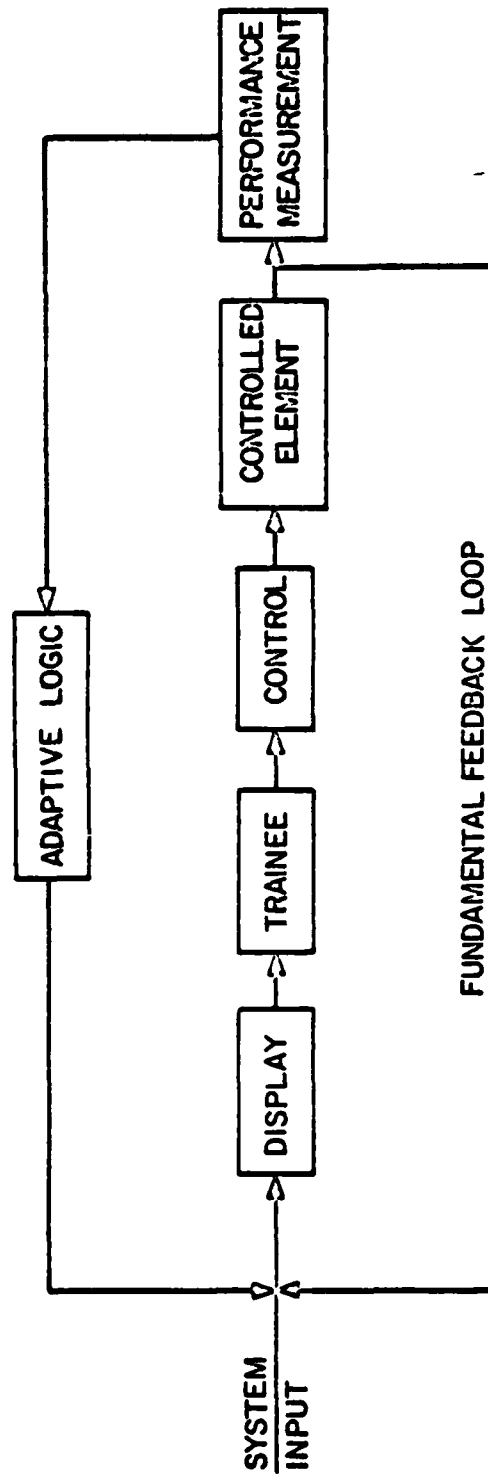 ADAPTIVE LOGIC
SYSTEM
INPUT
DISPLAY
TRAINEE
CONTROL
CONTROLLED
ELEMENT
PERFORMANCE
MEASUREMENT
FUNDAMENTAL FEEDBACK LOOP